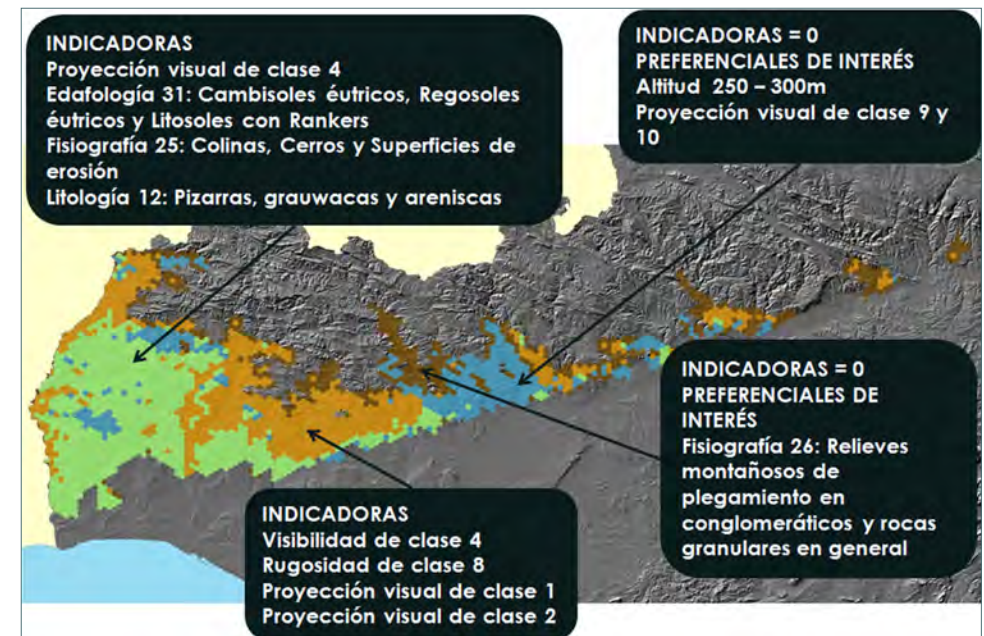 INDICADORAS
Proyección visual de clase 4
Edafología 31: Cambisoles éutricos, Regosoles
éutricos y Litosoles con Rankers
Fisiografía 25: Colinas, Cerros y Superficies de
erosión
Litología 12: Pizarras, grauwacas y areniscas
INDICADORAS = 0
PREFERENCIALES DE INTERÉS
Altitud 250 – 300m
Proyección visual de clase 9 y
10
INDICADORAS = 0
PREFERENCIALES DE
INTERÉS
Fisiografía 26: Relieves
montañosos de
plegamiento en
conglomeráticos y rocas
granulares en general
INDICADORAS
Visibilidad de clase 4
Rugosidad de clase 8
Proyección visual de clase 1
Proyección visual de clase 2